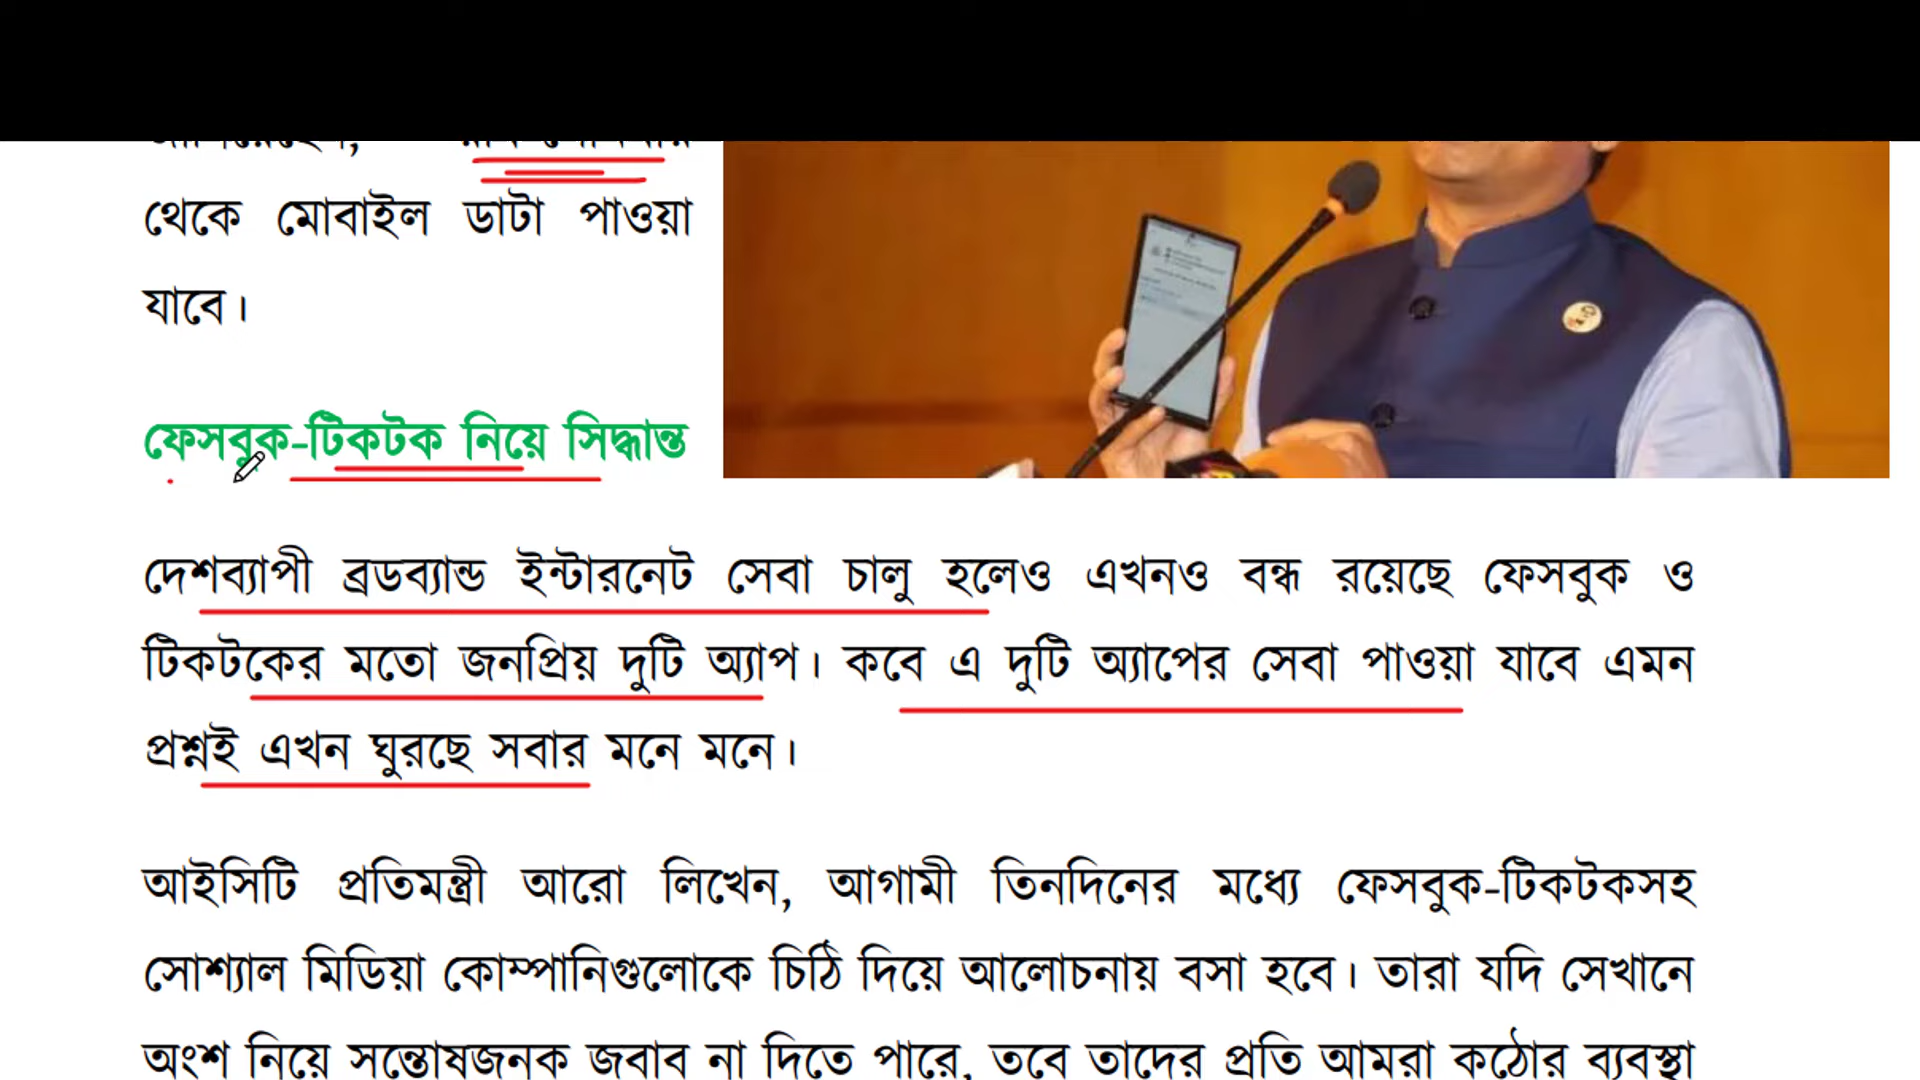 থেকে মোবাইল ডাটা পাওয়া
যাবে।
ফেসবুক-টিকটক নিয়ে সিদ্ধান্ত
দেশব্যাপী ব্রডব্যান্ড ইন্টারনেট সেবা চালু হলেও এখনও বন্ধ রয়েছে ফেসবুক ও
টিকটকের মতো জনপ্রিয় দুটি অ্যাপ। কবে এ দুটি অ্যাপের সেবা পাওয়া যাবে এমন
প্রশ্নই এখন ঘুরছে সবার মনে মনে।
আইসিটি প্রতিমন্ত্রী আরো লিখেন, আগামী তিনদিনের মধ্যে ফেসবুক-টিকটকসহ
সোশ্যাল মিডিয়া কোম্পানিগুলোকে চিঠি দিয়ে আলোচনায় বসা হবে। তারা যদি সেখানে
অংশ নিয়ে সন্তোষজনক জবাব না দিতে পারে, তবে তাদের প্রতি আমরা কঠোর ব্যবস্থা